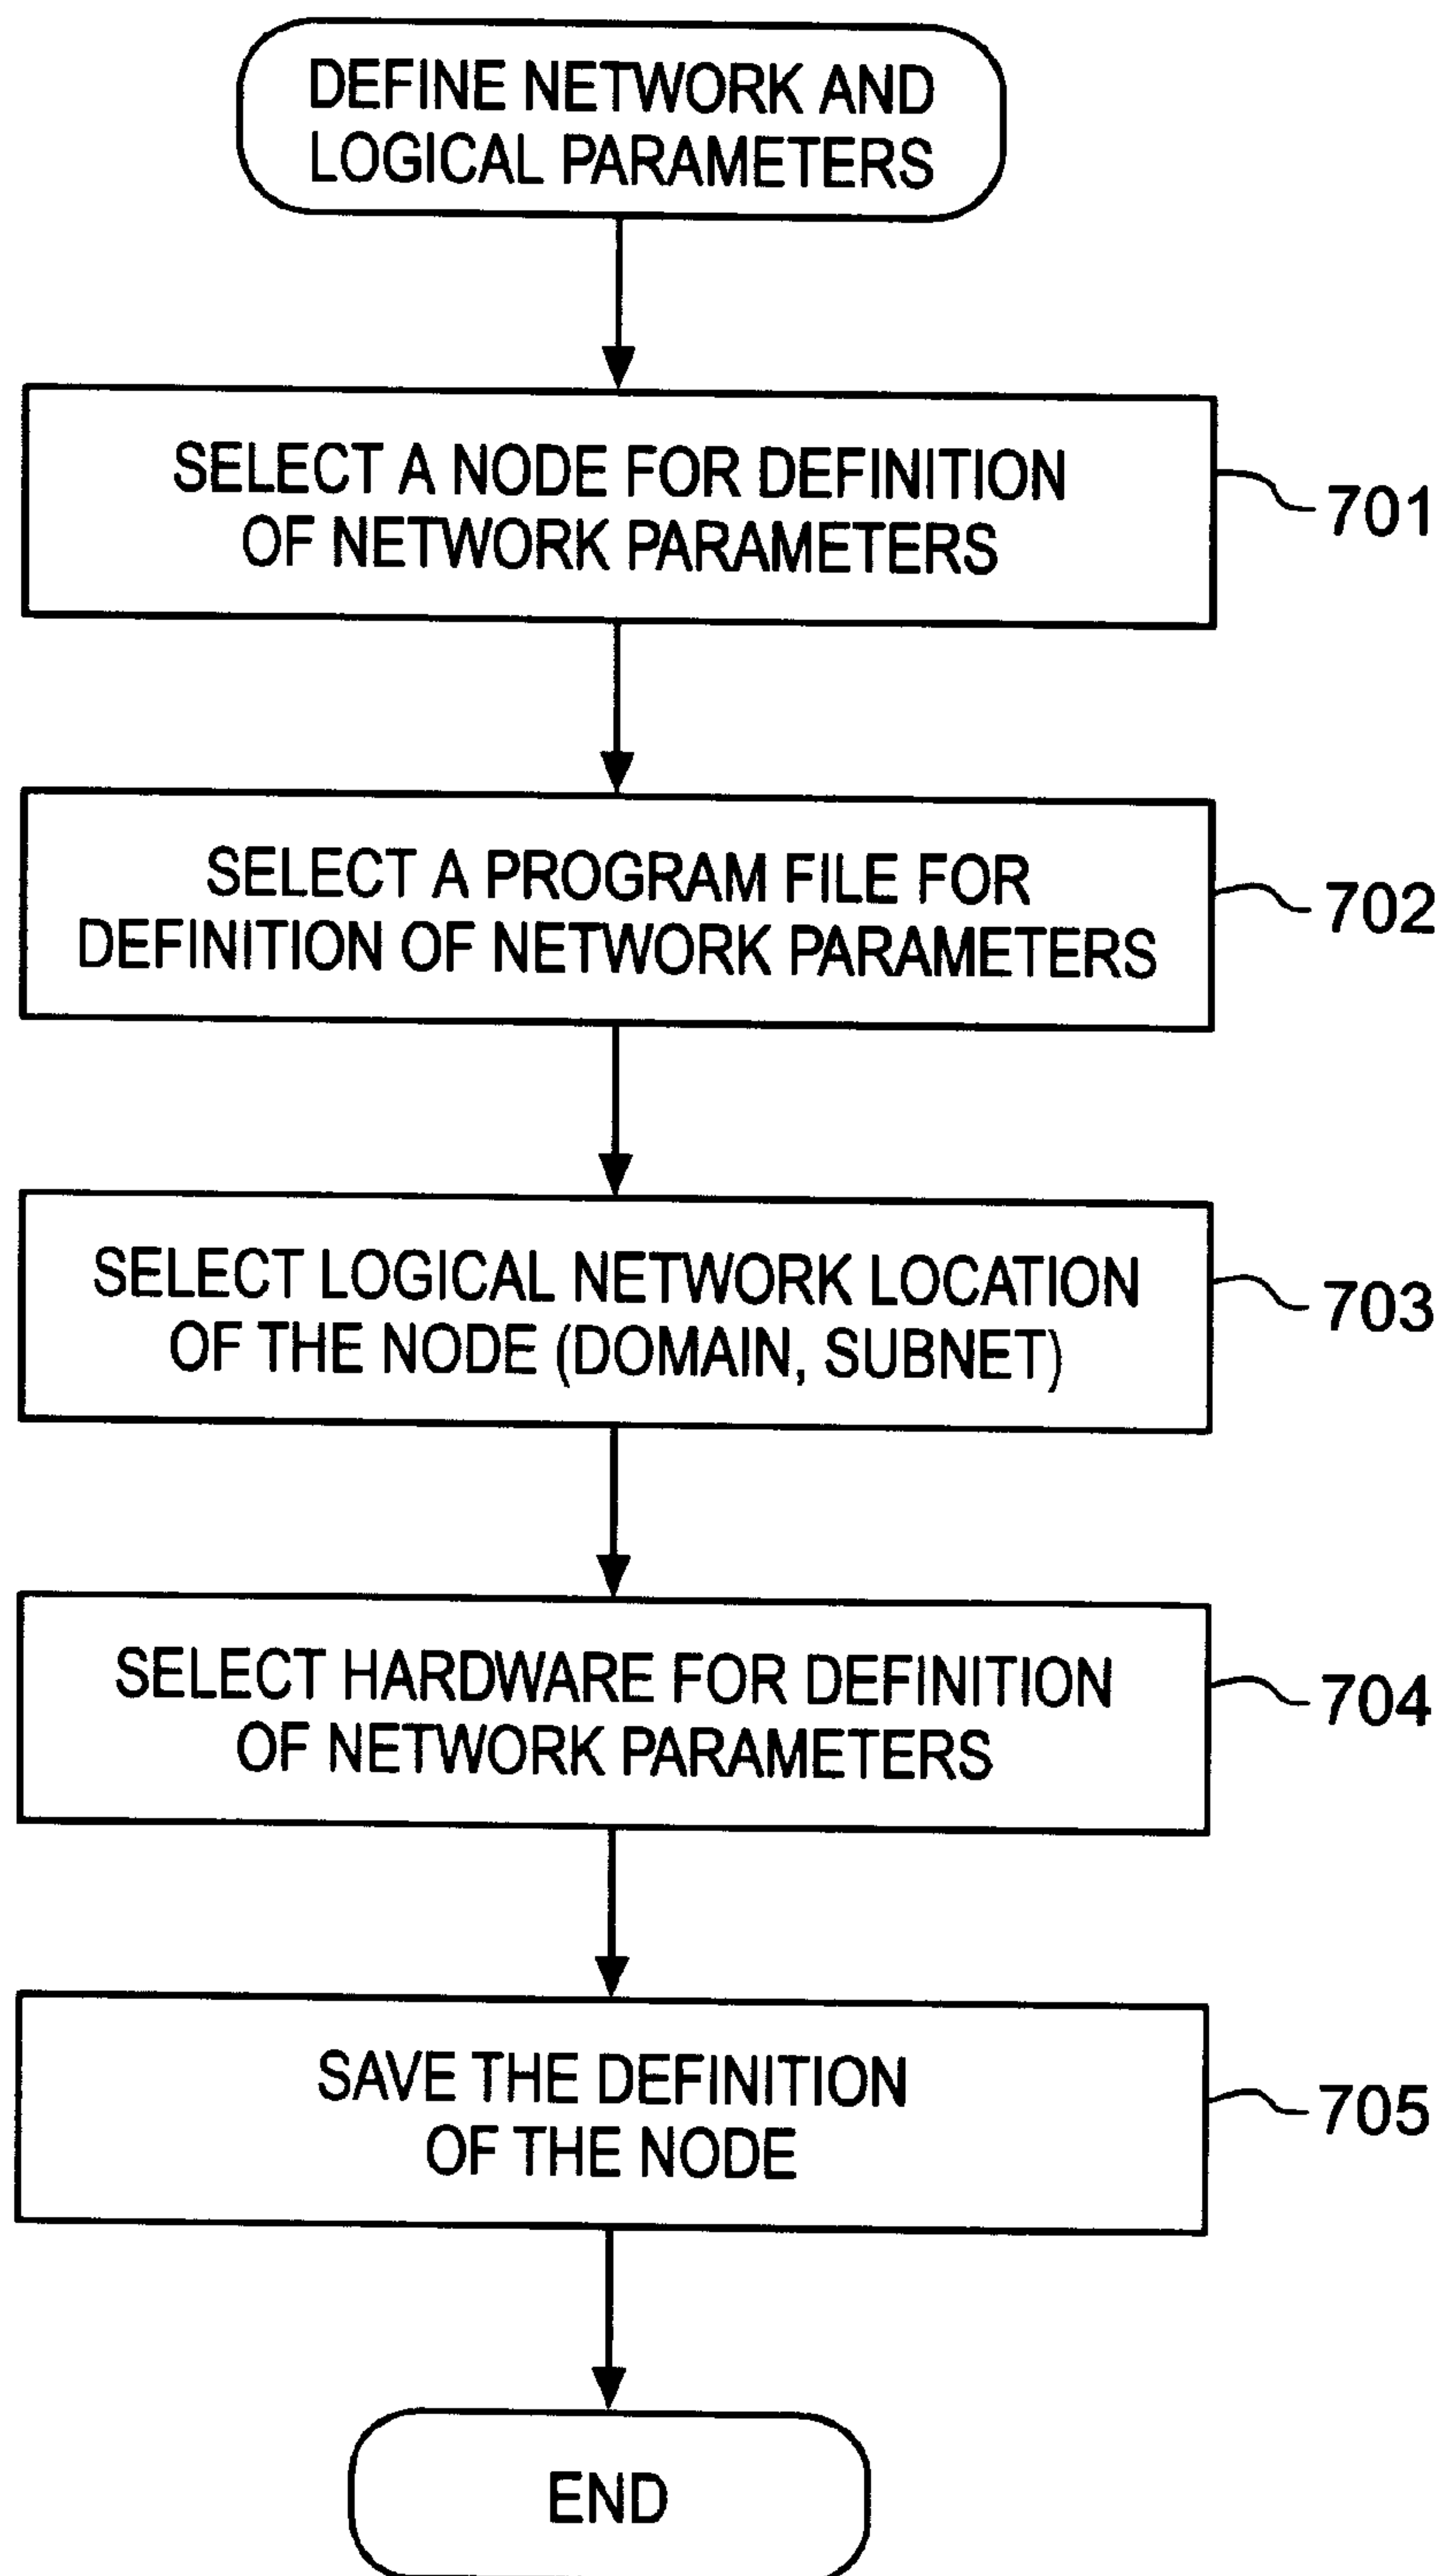 DEFINE NETWORK AND
LOGICAL PARAMETERS
SELECT A NODE FOR DEFINITION
OF NETWORK PARAMETERS
701
SELECT A PROGRAM FILE FOR
DEFINITION OF NETWORK PARAMETERS
702
SELECT LOGICAL NETWORK LOCATION
OF THE NODE (DOMAIN, SUBNET)
703
SELECT HARDWARE FOR DEFINITION
OF NETWORK PARAMETERS
704
SAVE THE DEFINITION
OF THE NODE
705
END